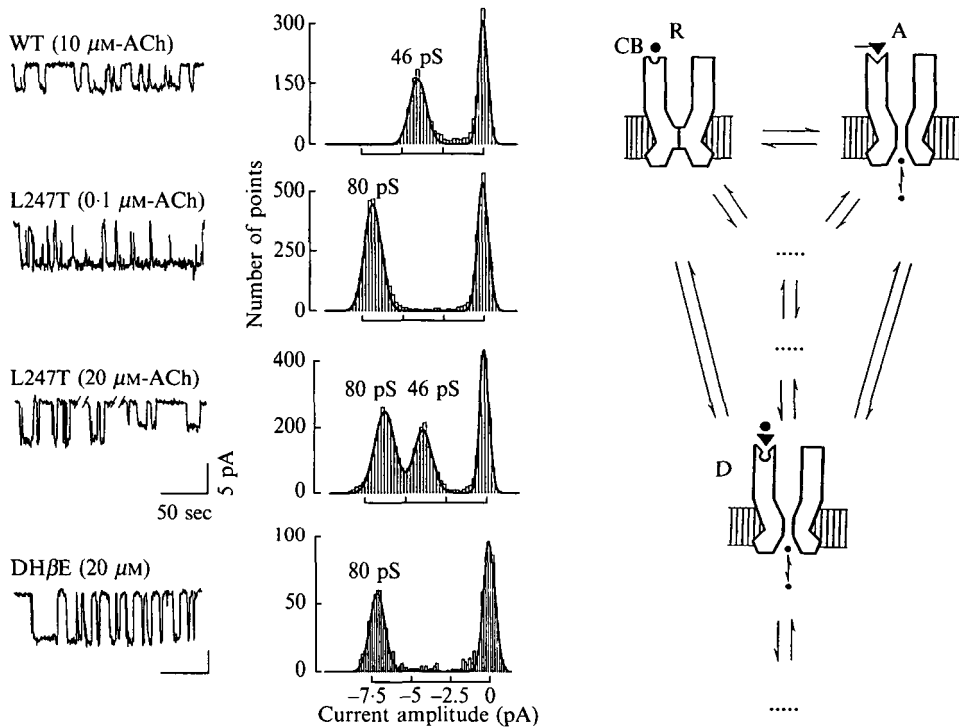 WT (10 μM-ACh)
300
150
0
46 pS
L247T (0·1 μM-ACh)
500
250
0
80 pS
Number of points
L247T (20 μM-ACh)
400
200
0
80 pS 46 pS
5 pA
50 sec
DHβE (20 μM)
100
50
0
80 pS
−7·5 −5 −2.5 0
Current amplitude (pA)
CB R
A
.....
.....
D
.....